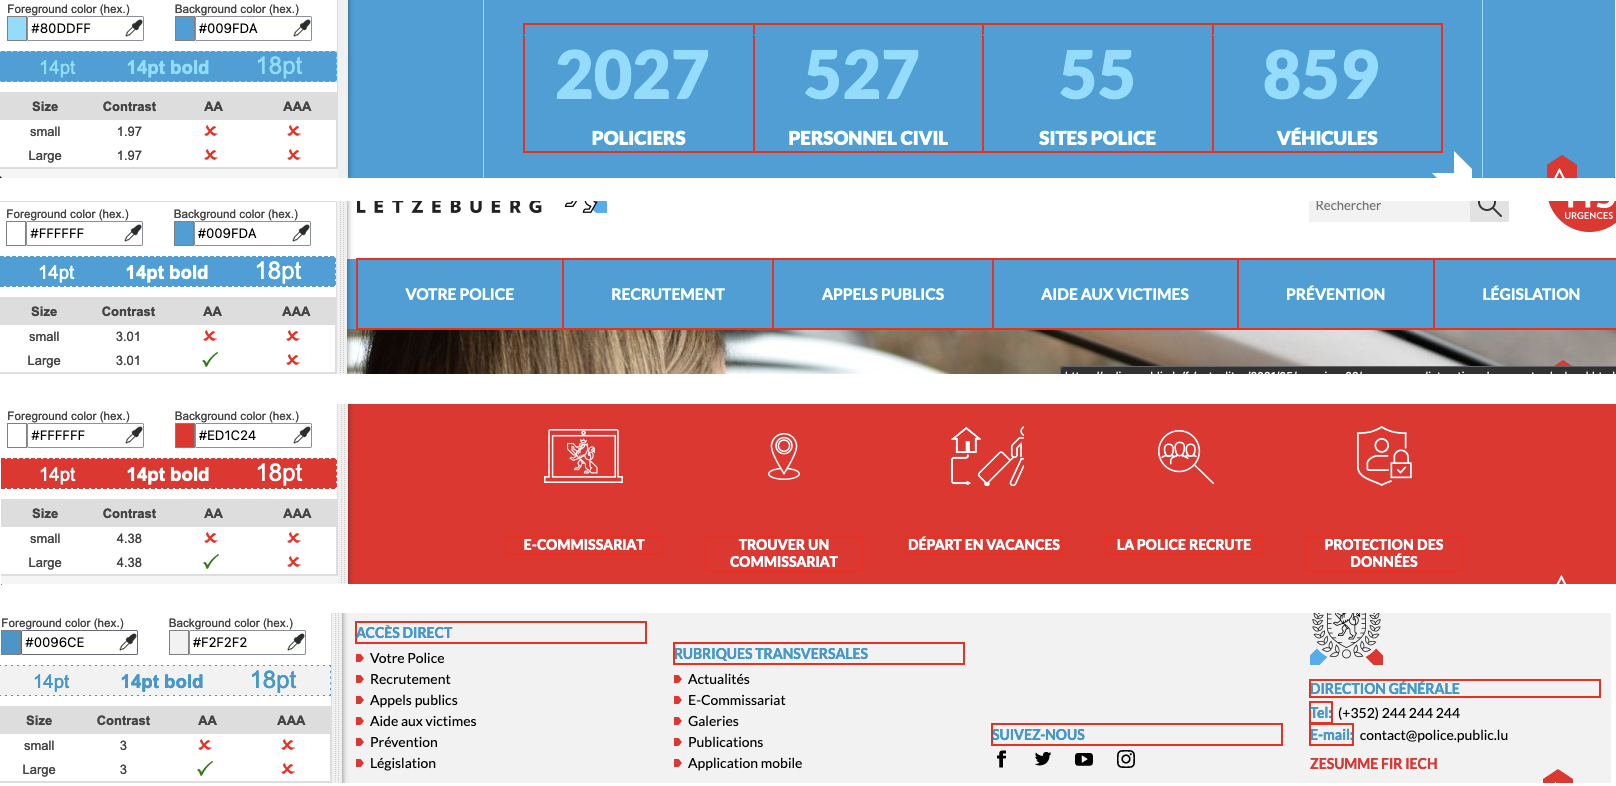 Foreground color (hex.) Background color (hex.)
#80DDFF #009FDA
14pt 14pt bold 18pt
Size Contrast AA AAA
small 1.97
Large 1.97
2027 527 55 859
POLICIERS PERSONNEL CIVIL SITES POLICE VÉHICULES
Foreground color (hex.) Background color (hex.)
#FFFFFF #009FDA
14pt 14pt bold 18pt
Size Contrast AA AAA
small 3.01
Large 3.01
LETZEBUERG
Rechercher
URGENCES
VOTRE POLICE RECRUTEMENT APPELS PUBLICS AIDE AUX VICTIMES PRÉVENTION LÉGISLATION
Foreground color (hex.) Background color (hex.)
#FFFFFF #ED1C24
14pt 14pt bold 18pt
Size Contrast AA AAA
small 4.38
Large 4.38
E-COMMISSARIAT
TROUVER UN
COMMISSARIAT
DÉPART EN VACANCES
LA POLICE RECRUTE
PROTECTION DES
DONNÉES
Foreground color (hex.) Background color (hex.)
#0096CE #F2F2F2
14pt 14pt bold 18pt
Size Contrast AA AAA
small 3
Large 3
ACCÈS DIRECT
Votre Police
Recrutement
Appels publics
Aide aux victimes
Prévention
Législation
RUBRIQUES TRANSVERSALES
Actualités
E-Commissariat
Galeries
Publications
Application mobile
SUIVEZ-NOUS
DIRECTION GÉNÉRALE
Tel: (+352) 244 244 244
E-mail: contact@police.public.lu
ZESUMME FIR IECH